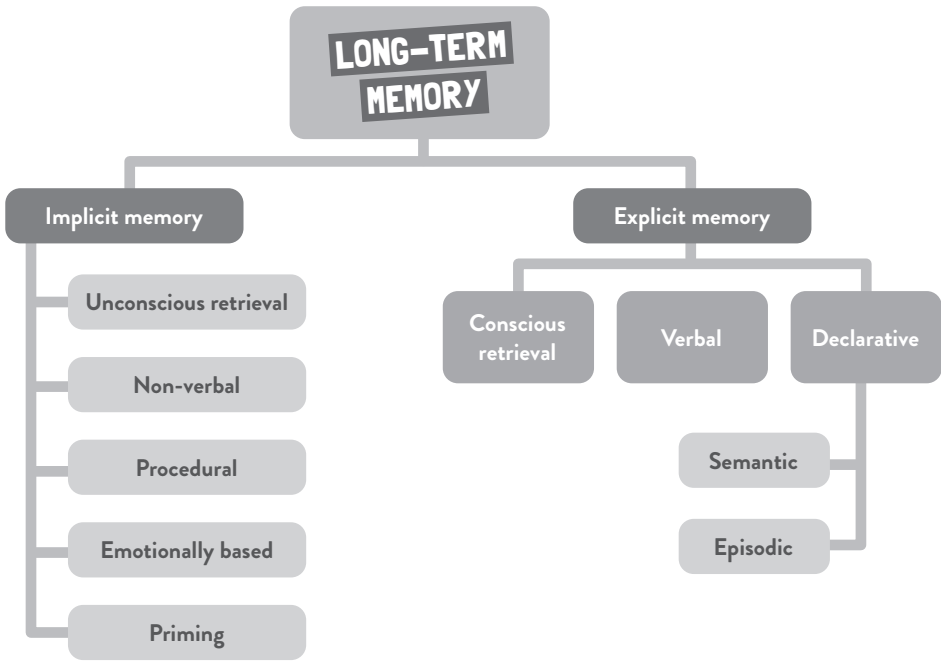 LONG-TERM
MEMORY
Implicit memory
Unconscious retrieval
Non-verbal
Procedural
Emotionally based
Priming
Explicit memory
Conscious
retrieval
Verbal
Declarative
Semantic
Episodic